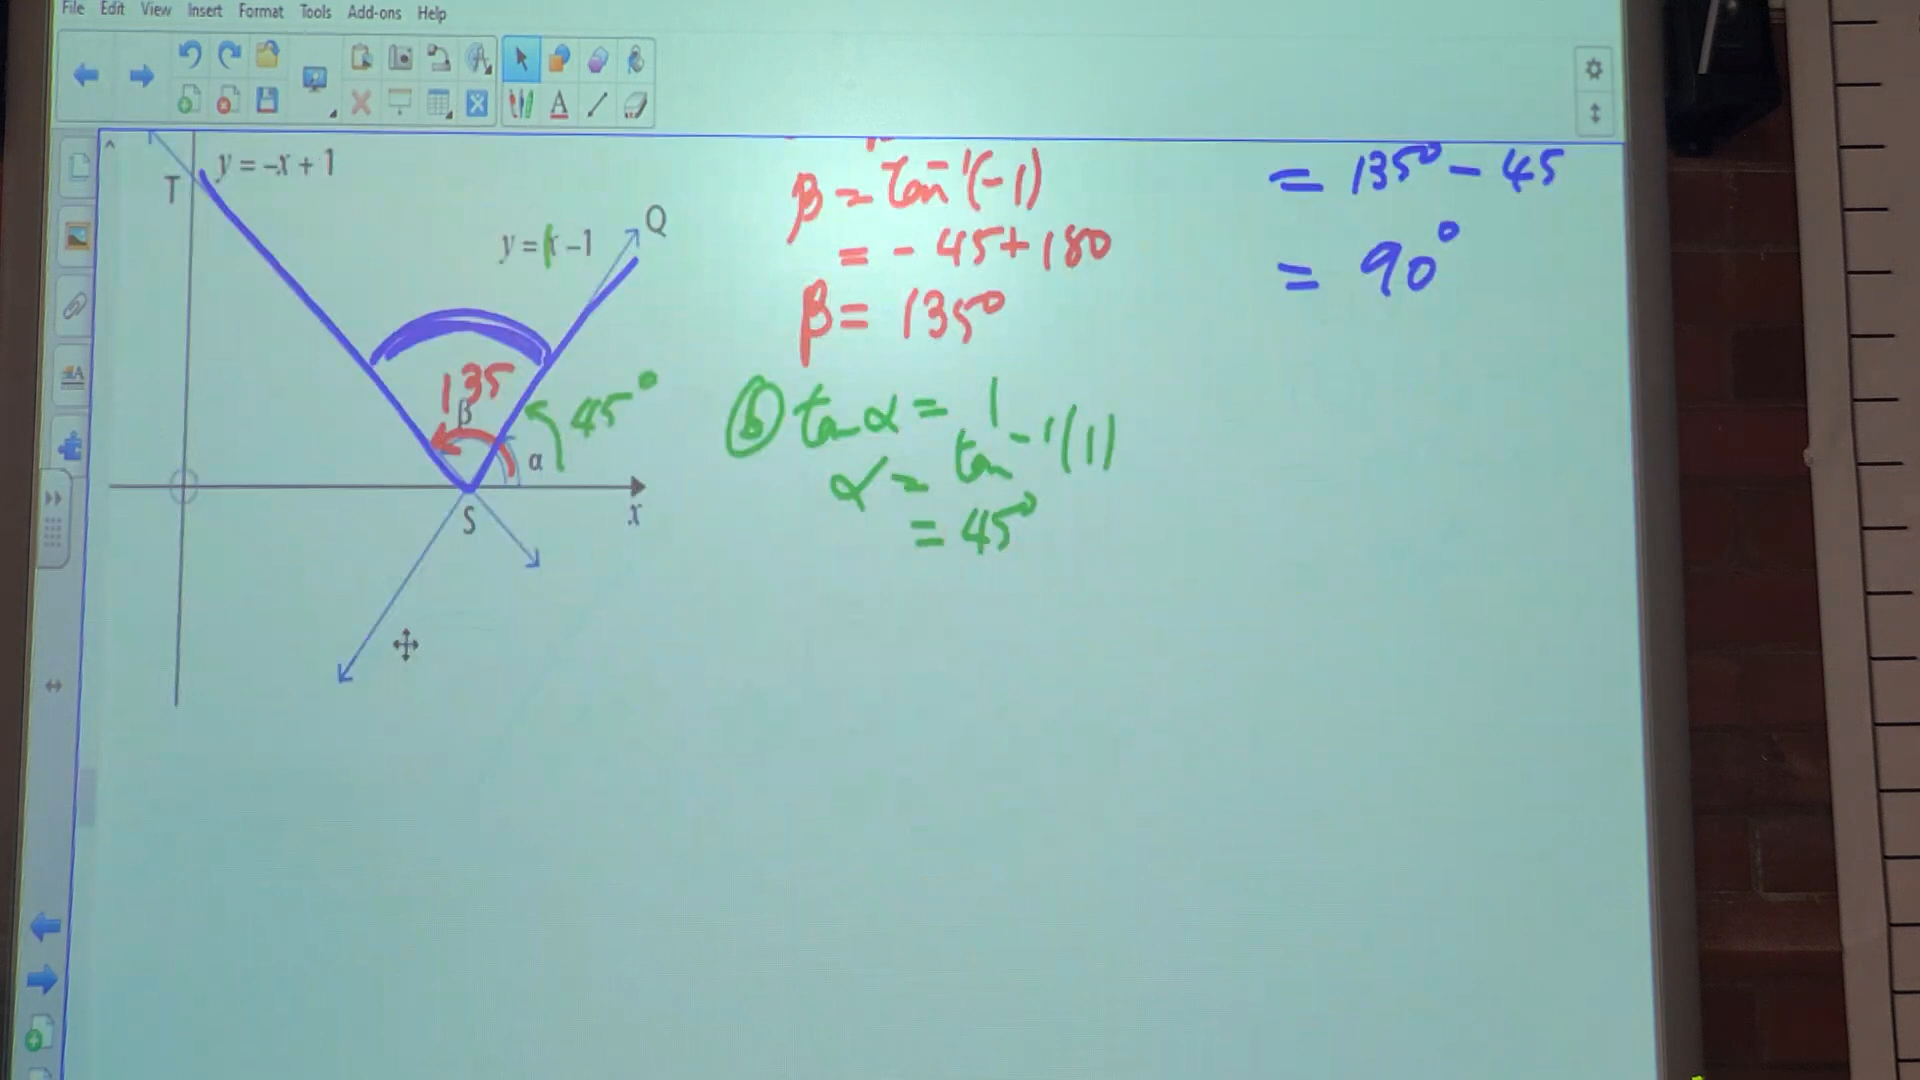 File Edit View Insert Format Tools Add-ons Help
y = -x + 1
T
Q
y = x - 1
135
β
α
45°
S
x
β = tan⁻¹(-1)
= - 45 + 180
β = 135°
ⓑ tan α = 1
α = tan⁻¹(1)
= 45°
= 135° - 45
= 90°